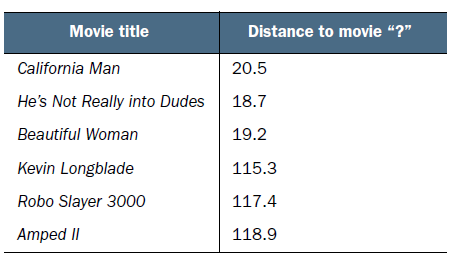 Movie title Distance to movie “?”
California Man 20.5
He’s Not Really into Dudes 18.7
Beautiful Woman 19.2
Kevin Longblade 115.3
Robo Slayer 3000 117.4
Amped II 118.9